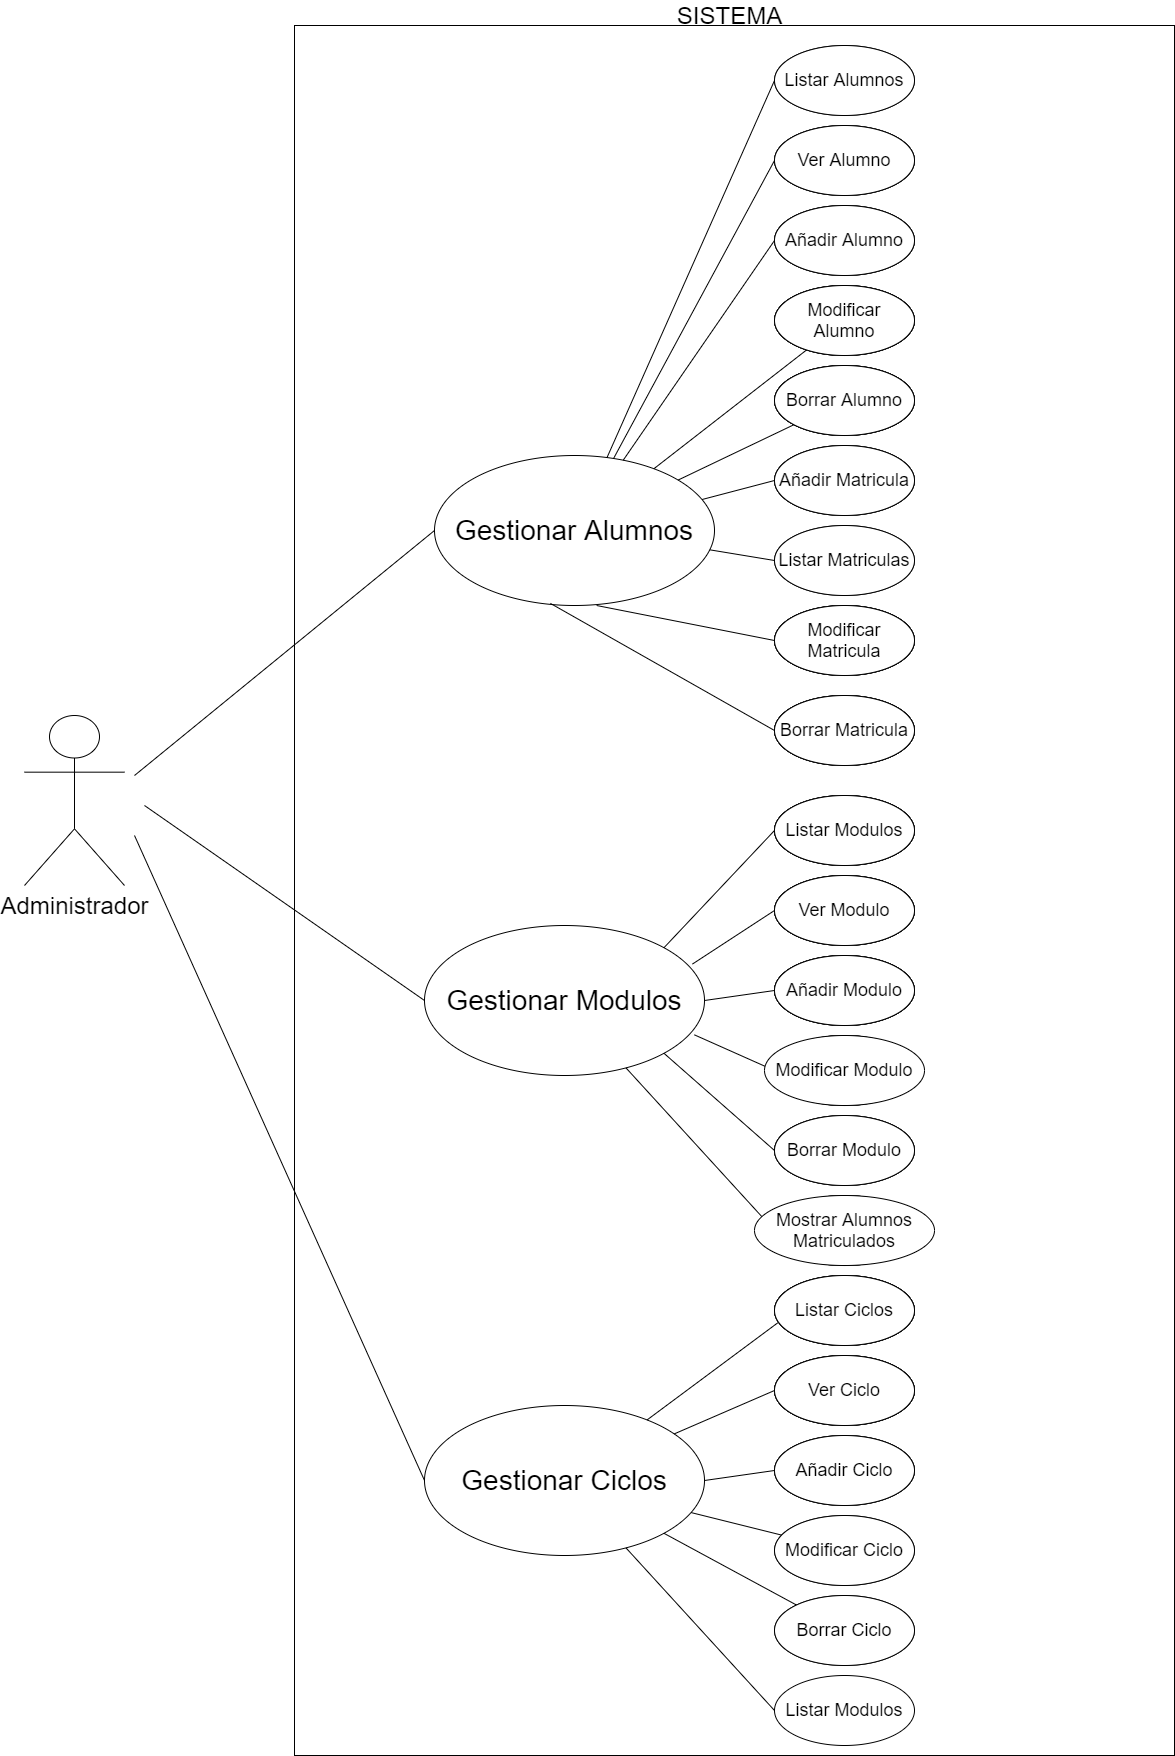 SISTEMA
Listar Alumnos
Ver Alumno
Añadir Alumno
Modificar
Alumno
Borrar Alumno
Añadir Matricula
Gestionar Alumnos
Listar Matriculas
Modificar
Matricula
Borrar Matricula
Administrador
Listar Modulos
Ver Modulo
Añadir Modulo
Gestionar Modulos
Modificar Modulo
Borrar Modulo
Mostrar Alumnos
Matriculados
Listar Ciclos
Ver Ciclo
Añadir Ciclo
Gestionar Ciclos
Modificar Ciclo
Borrar Ciclo
Listar Modulos